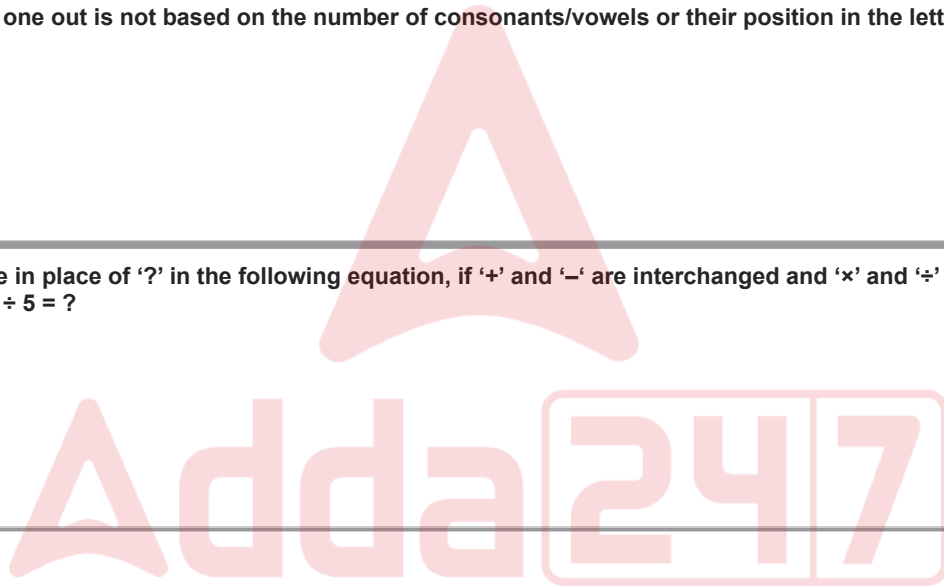 one out is not based on the number of consonants/vowels or their position in the lett
e in place of ‘?’ in the following equation, if ‘+’ and ‘–‘ are interchanged and ‘×’ and ‘÷’
÷ 5 = ?
Adda247